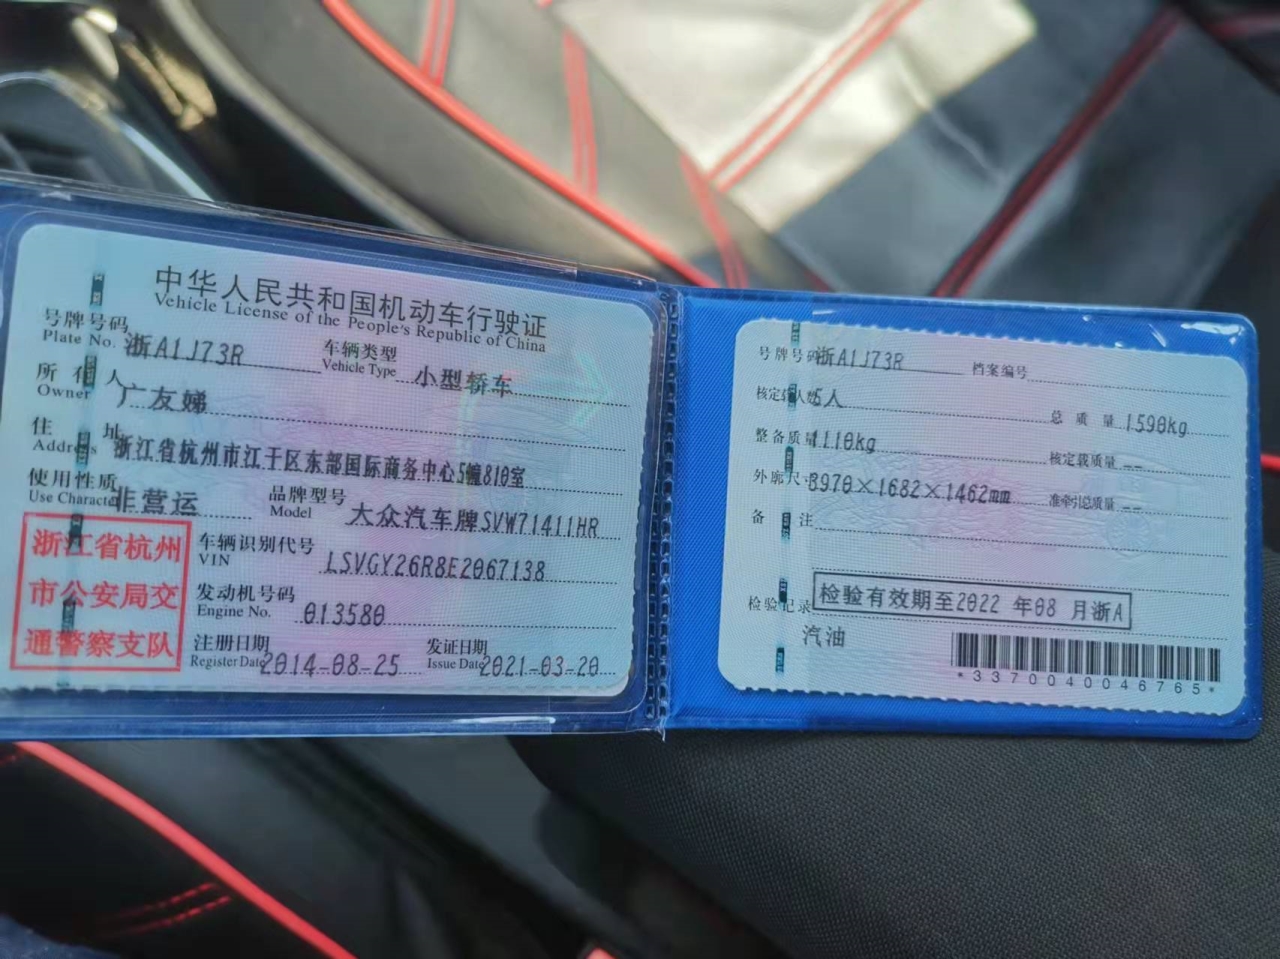 中华人民共和国机动车行驶证
Vehicle License of the People's Republic of China
号牌号码 浙A1J73R 车辆类型 小型轿车
Plate No. Vehicle Type
所有人 广友娣
Owner
住址 浙江省杭州市江干区东部国际商务中心5幢810室
Address
使用性质 非营运 品牌型号 大众汽车牌SVW71411HR
Use Character Model
浙江省杭州
市公安局交
通警察支队
车辆识别代号 LSVGY26R8E2067138
VIN
发动机号码 013580
Engine No.
注册日期 2014-08-25 发证日期 2021-03-20
Register Date Issue Date
号牌号码 浙A1J73R 档案编号
核定载人数 5人 总质量 1590kg
整备质量 1110kg 核定载质量 --
外廓尺寸 3970×1682×1462mm 准牵引总质量 --
备注
检验记录 检验有效期至2022年08月浙A
汽油
*3370040046765*